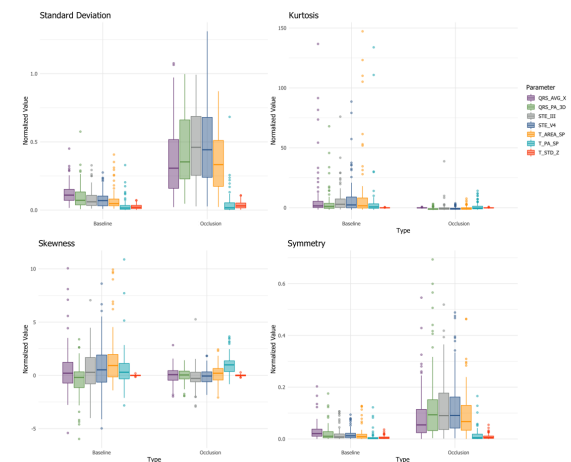 Standard Deviation
Normalized Value
1.0
0.5
0.0
Baseline
Occlusion
Kurtosis
Normalized Value
150
100
50
0
Baseline
Occlusion
Type
Parameter
QRS_AVG_X
QRS_PA_3D
STE_III
STE_V4
T_AREA_SP
T_PA_SP
T_STD_Z
Skewness
Normalized Value
10
5
0
-5
Baseline
Occlusion
Type
Symmetry
Normalized Value
0.6
0.4
0.2
0.0
Baseline
Occlusion
Type